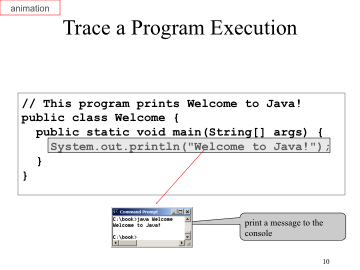 animation
Trace a Program Execution
// This program prints Welcome to Java!
public class Welcome {
public static void main(String[] args) {
System.out.println("Welcome to Java!");
}
}
Command Prompt
C:\book>java Welcome
Welcome to Java!
C:\book>
print a message to the
console
10